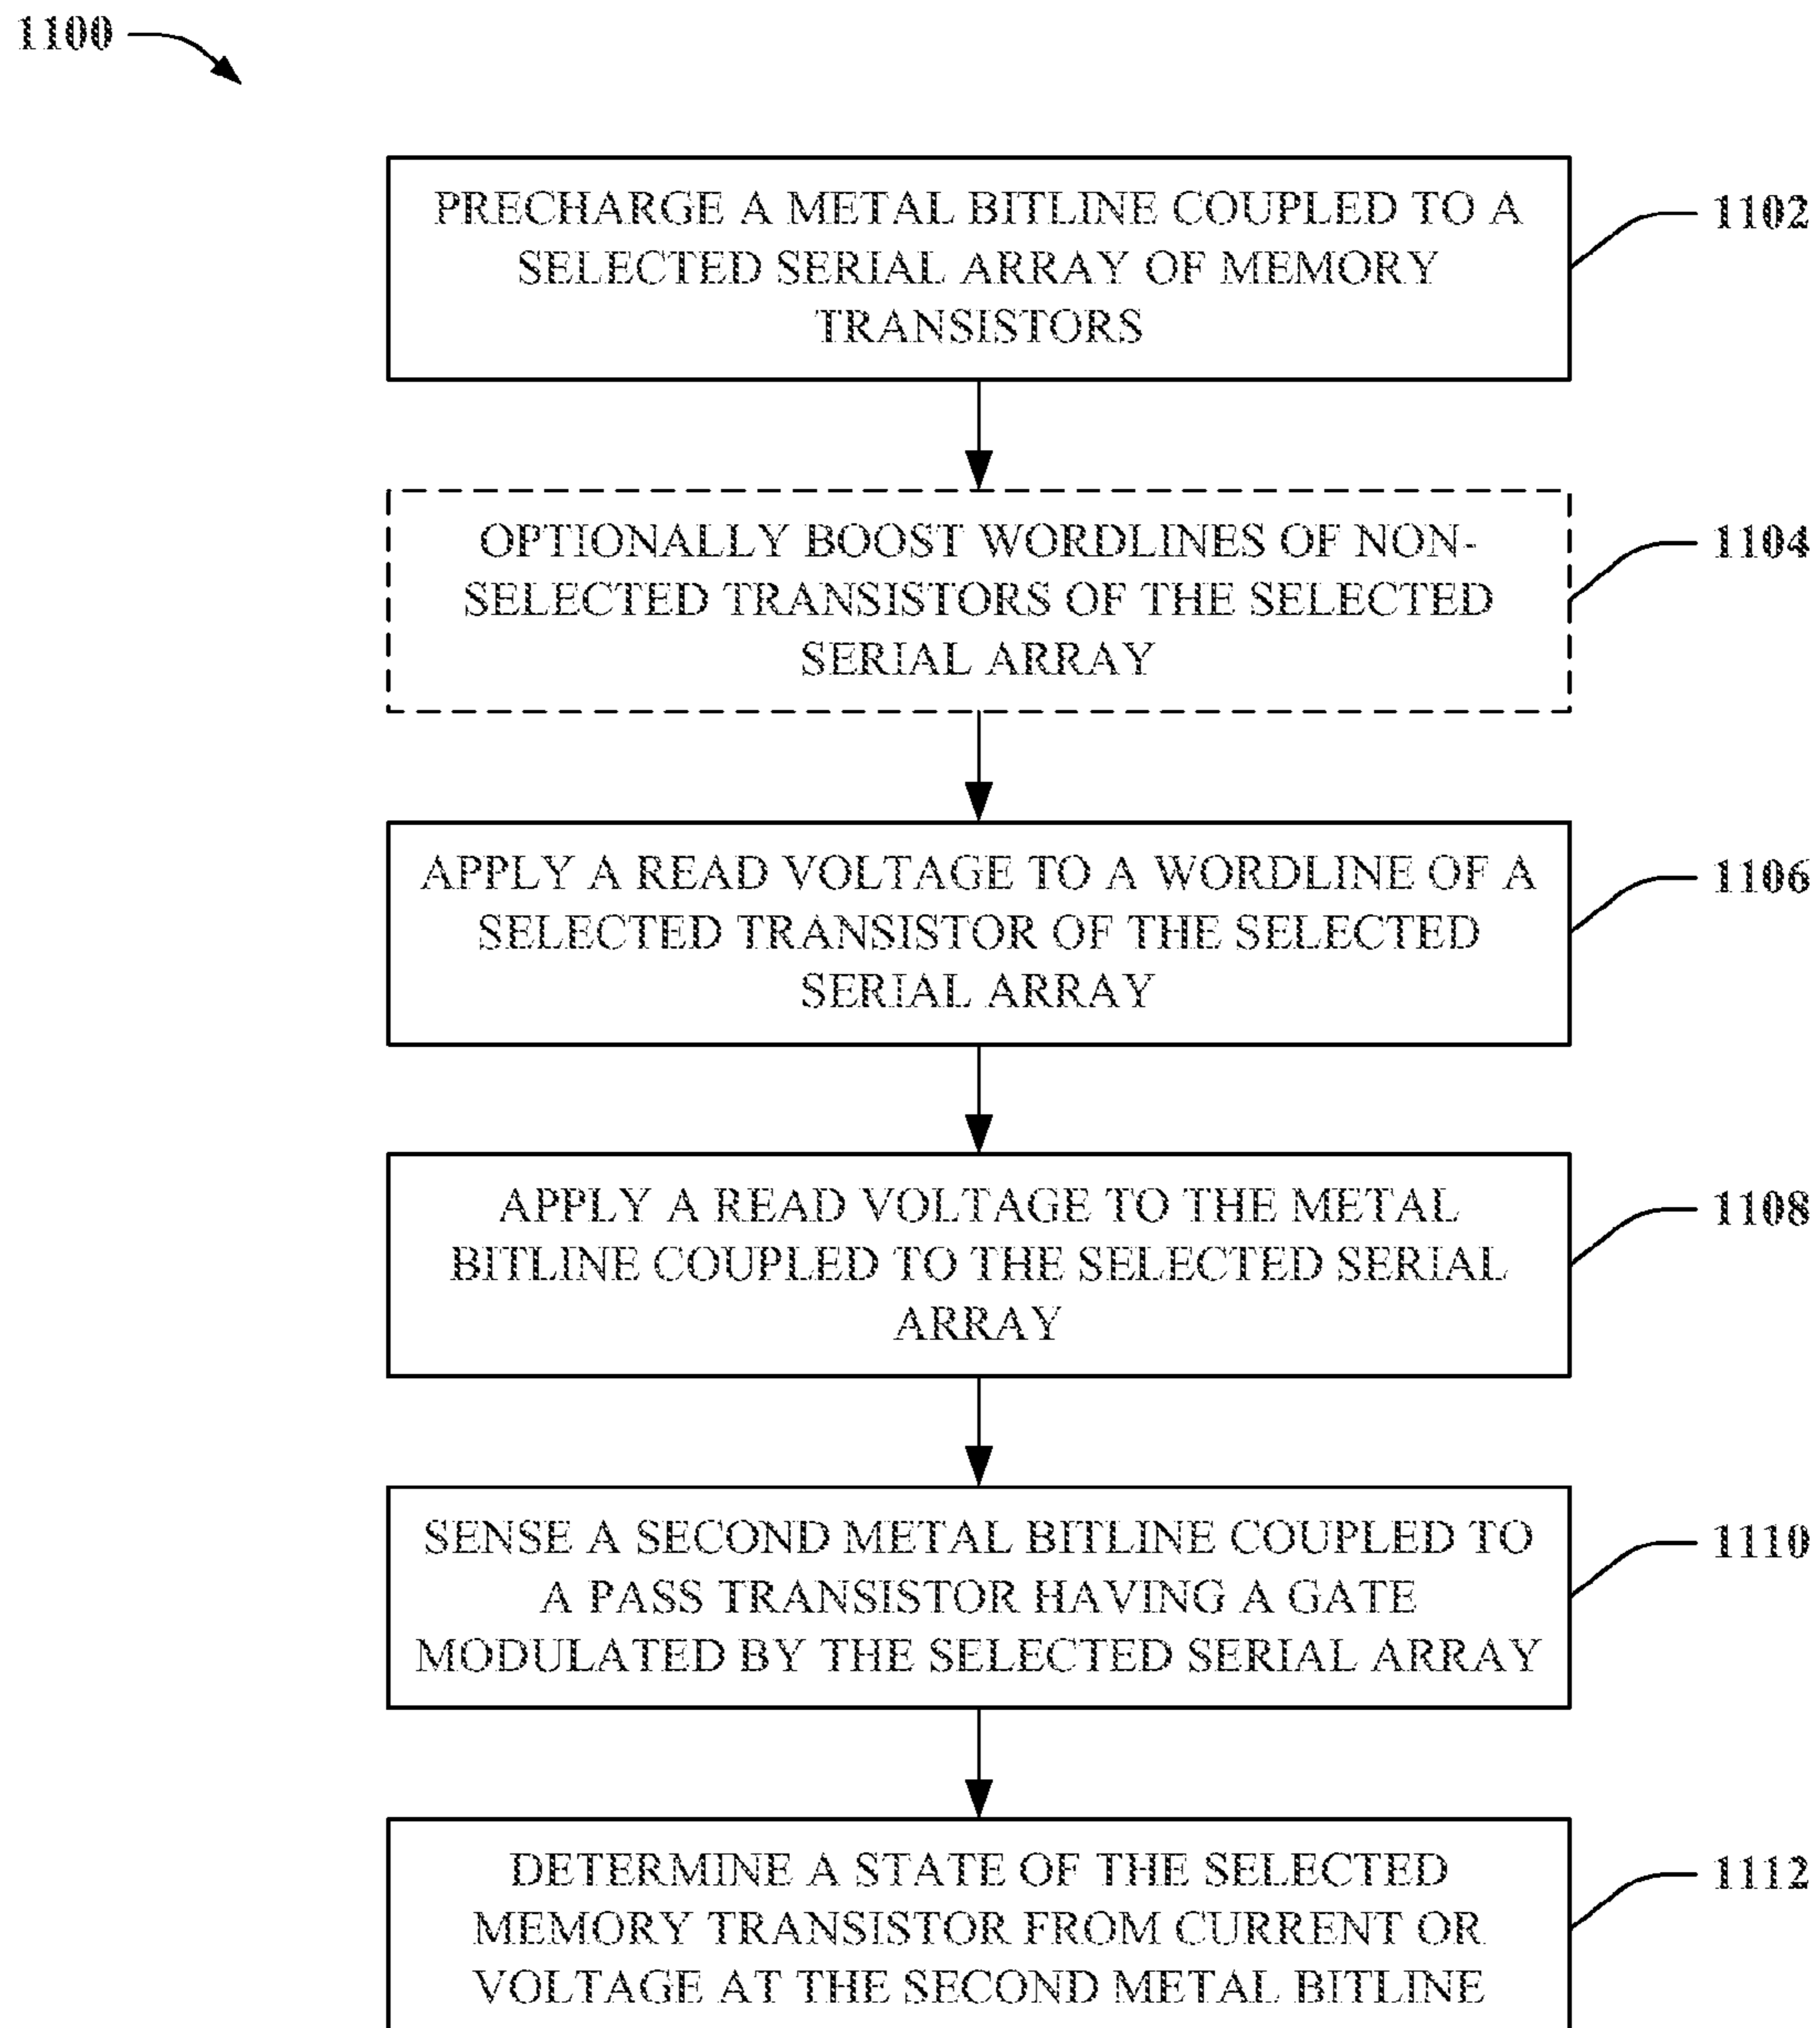 1100
PRECHARGE A METAL BITLINE COUPLED TO A
SELECTED SERIAL ARRAY OF MEMORY
TRANSISTORS
1102
OPTIONALLY BOOST WORDLINES OF NON-
SELECTED TRANSISTORS OF THE SELECTED
SERIAL ARRAY
1104
APPLY A READ VOLTAGE TO A WORDLINE OF A
SELECTED TRANSISTOR OF THE SELECTED
SERIAL ARRAY
1106
APPLY A READ VOLTAGE TO THE METAL
BITLINE COUPLED TO THE SELECTED SERIAL
ARRAY
1108
SENSE A SECOND METAL BITLINE COUPLED TO
A PASS TRANSISTOR HAVING A GATE
MODULATED BY THE SELECTED SERIAL ARRAY
1110
DETERMINE A STATE OF THE SELECTED
MEMORY TRANSISTOR FROM CURRENT OR
VOLTAGE AT THE SECOND METAL BITLINE
1112